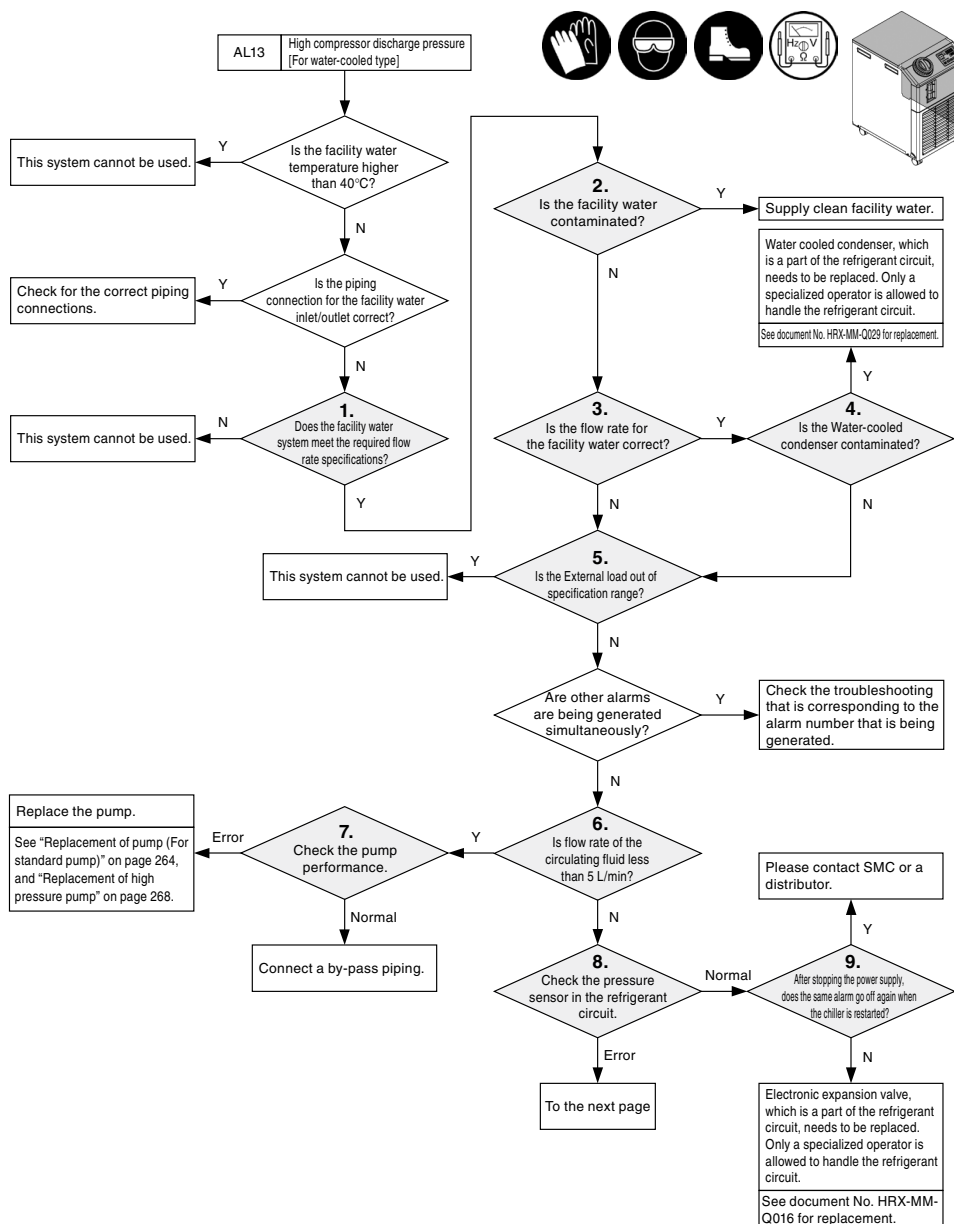 AL13
High compressor discharge pressure
[For water-cooled type]
Hz V
Ω
This system cannot be used.
Y
Is the facility water
temperature higher
than 40°C?
N
Check for the correct piping
connections.
Y
Is the piping
connection for the facility water
inlet/outlet correct?
N
This system cannot be used.
N
1.
Does the facility water
system meet the required flow
rate specifications?
Y
2.
Is the facility water
contaminated?
Y
Supply clean facility water.
N
Water cooled condenser, which
is a part of the refrigerant circuit,
needs to be replaced. Only a
specialized operator is allowed to
handle the refrigerant circuit.
See document No. HRX-MM-Q029 for replacement.
Y
3.
Is the flow rate for
the facility water correct?
Y
4.
Is the Water-cooled
condenser contaminated?
N
N
This system cannot be used.
Y
5.
Is the External load out of
specification range?
N
Are other alarms
are being generated
simultaneously?
Y
Check the troubleshooting
that is corresponding to the
alarm number that is being
generated.
N
Replace the pump.
See “Replacement of pump (For
standard pump)” on page 264,
and “Replacement of high
pressure pump” on page 268.
Error
7.
Check the pump
performance.
Y
6.
Is flow rate of the
circulating fluid less
than 5 L/min?
Normal
Connect a by-pass piping.
N
Please contact SMC or a
distributor.
Y
8.
Check the pressure
sensor in the refrigerant
circuit.
Normal
9.
After stopping the power supply,
does the same alarm go off again when
the chiller is restarted?
Error
To the next page
N
Electronic expansion valve,
which is a part of the refrigerant
circuit, needs to be replaced.
Only a specialized operator is
allowed to handle the refrigerant
circuit.
See document No. HRX-MM-
Q016 for replacement.